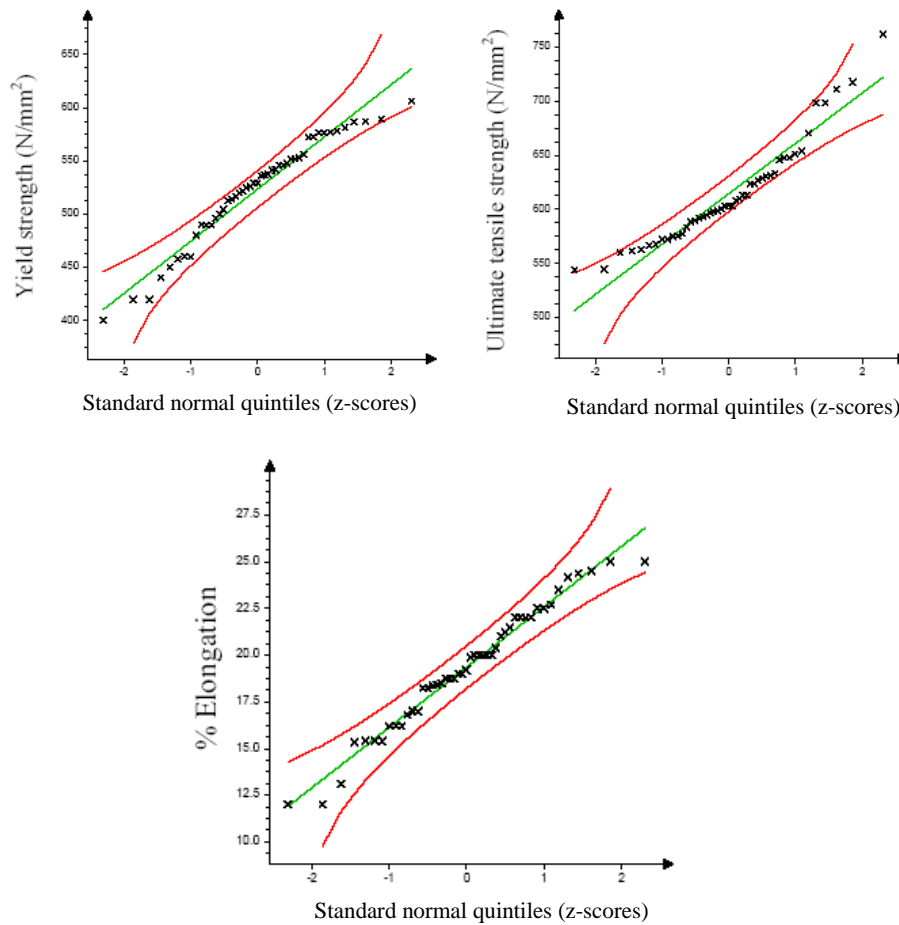 Yield strength (N/mm²)
650
600
550
500
450
400
-2 -1 0 1 2
Standard normal quintiles (z-scores)
Ultimate tensile strength (N/mm²)
750
700
650
600
550
500
-2 -1 0 1 2
Standard normal quintiles (z-scores)
% Elongation
27.5
25.0
22.5
20.0
17.5
15.0
12.5
10.0
-2 -1 0 1 2
Standard normal quintiles (z-scores)